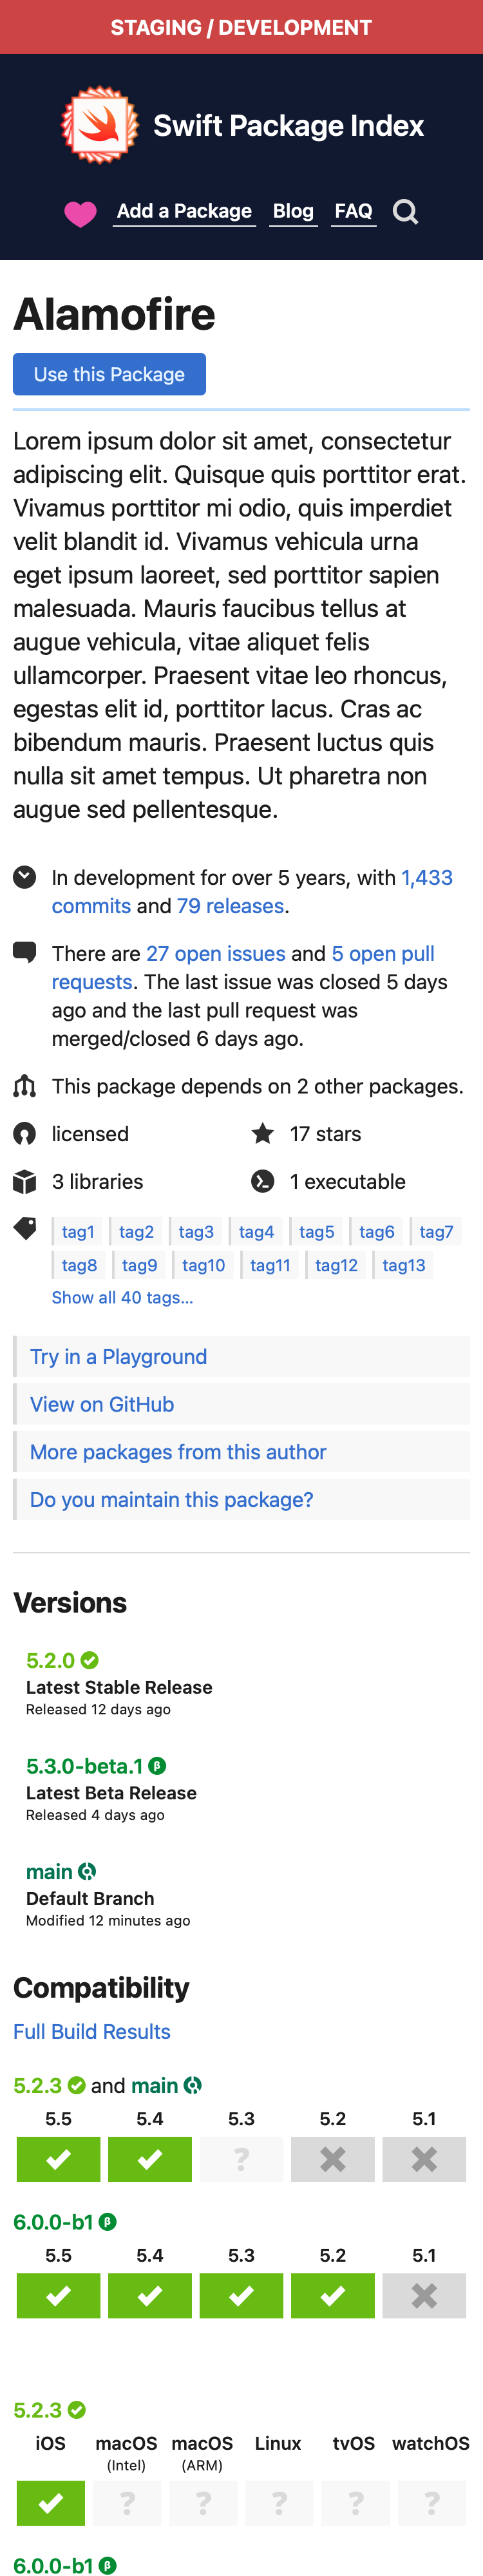 STAGING / DEVELOPMENT
Swift Package Index
Add a Package Blog FAQ
Alamofire
Use this Package
Lorem ipsum dolor sit amet, consectetur
adipiscing elit. Quisque quis porttitor erat.
Vivamus porttitor mi odio, quis imperdiet
velit blandit id. Vivamus vehicula urna
eget ipsum laoreet, sed porttitor sapien
malesuada. Mauris faucibus tellus at
augue vehicula, vitae aliquet felis
ullamcorper. Praesent vitae leo rhoncus,
egestas elit id, porttitor lacus. Cras ac
bibendum mauris. Praesent luctus quis
nulla sit amet tempus. Ut pharetra non
augue sed pellentesque.
In development for over 5 years, with 1,433
commits and 79 releases.
There are 27 open issues and 5 open pull
requests. The last issue was closed 5 days
ago and the last pull request was
merged/closed 6 days ago.
This package depends on 2 other packages.
licensed 17 stars
3 libraries 1 executable
tag1 tag2 tag3 tag4 tag5 tag6 tag7
tag8 tag9 tag10 tag11 tag12 tag13
Show all 40 tags…
Try in a Playground
View on GitHub
More packages from this author
Do you maintain this package?
Versions
5.2.0
Latest Stable Release
Released 12 days ago
5.3.0-beta.1 β
Latest Beta Release
Released 4 days ago
main
Default Branch
Modified 12 minutes ago
Compatibility
Full Build Results
5.2.3 and main
5.5 5.4 5.3 5.2 5.1
?
6.0.0-b1 β
5.5 5.4 5.3 5.2 5.1
5.2.3
iOS macOS macOS Linux tvOS watchOS
(Intel) (ARM)
? ? ? ? ?
6.0.0-b1 β